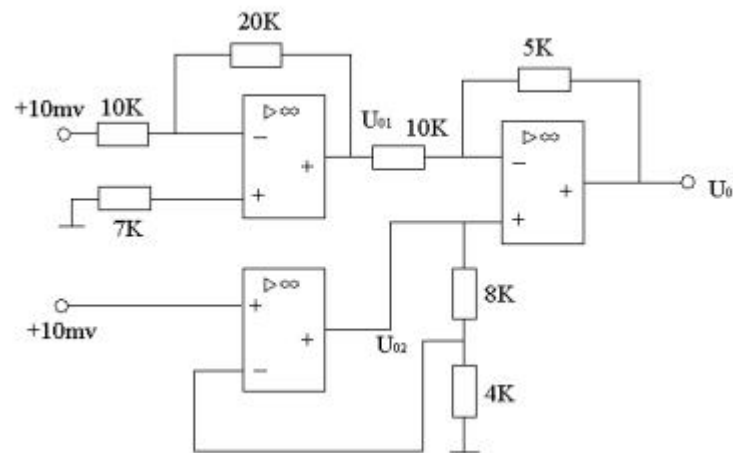 20K
5K
+10mv
10K
▷∞
−
+
+
U01
10K
▷∞
−
+
+
U0
7K
▷∞
+
+
−
+10mv
U02
8K
4K